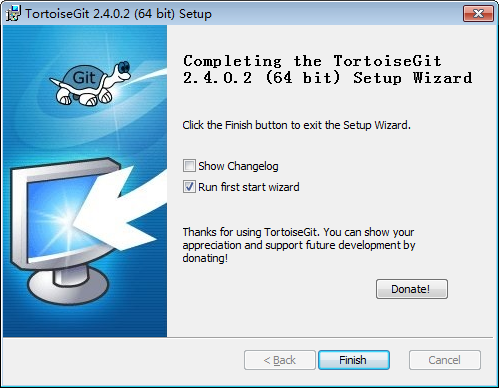 TortoiseGit 2.4.0.2 (64 bit) Setup
Git
Completing the TortoiseGit
2.4.0.2 (64 bit) Setup Wizard
Click the Finish button to exit the Setup Wizard.
Show Changelog
Run first start wizard
Thanks for using TortoiseGit. You can show your
appreciation and support future development by
donating!
Donate!
< Back
Finish
Cancel